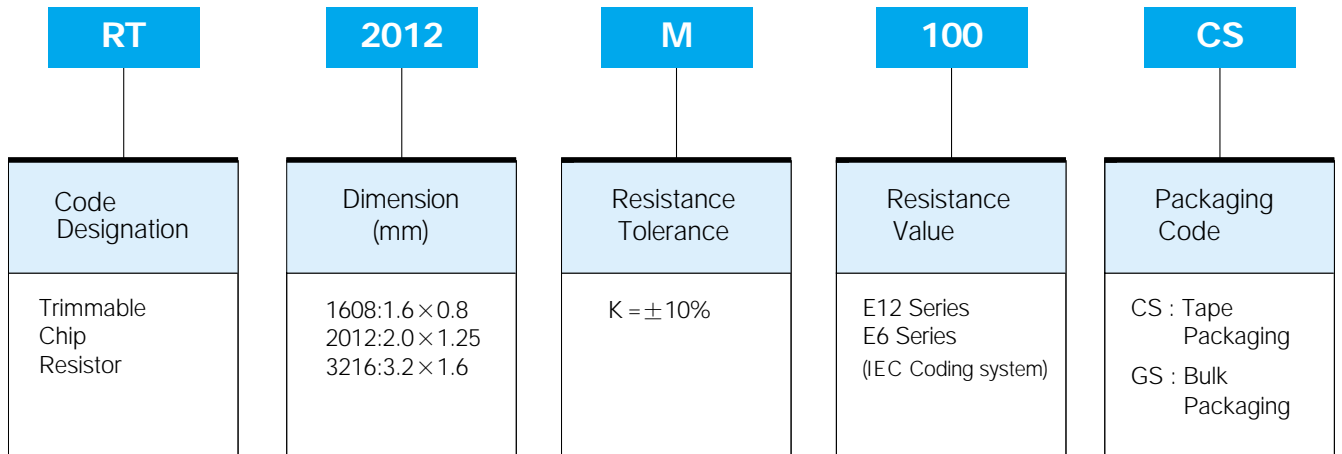 RT
2012
M
100
CS
Code
Designation
Dimension
(mm)
Resistance
Tolerance
Resistance
Value
Packaging
Code
Trimmable
Chip
Resistor
1608:1.6×0.8
2012:2.0×1.25
3216:3.2×1.6
K=±10%
E12 Series
E6 Series
(IEC Coding system)
CS : Tape
Packaging
GS : Bulk
Packaging